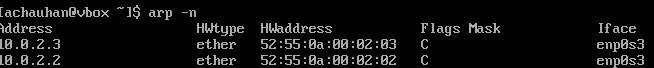 [achauhan@vbox ~]$ arp -n
Address HWtype HWaddress Flags Mask Iface
10.0.2.3 ether 52:55:0a:00:02:03 C enp0s3
10.0.2.2 ether 52:55:0a:00:02:02 C enp0s3